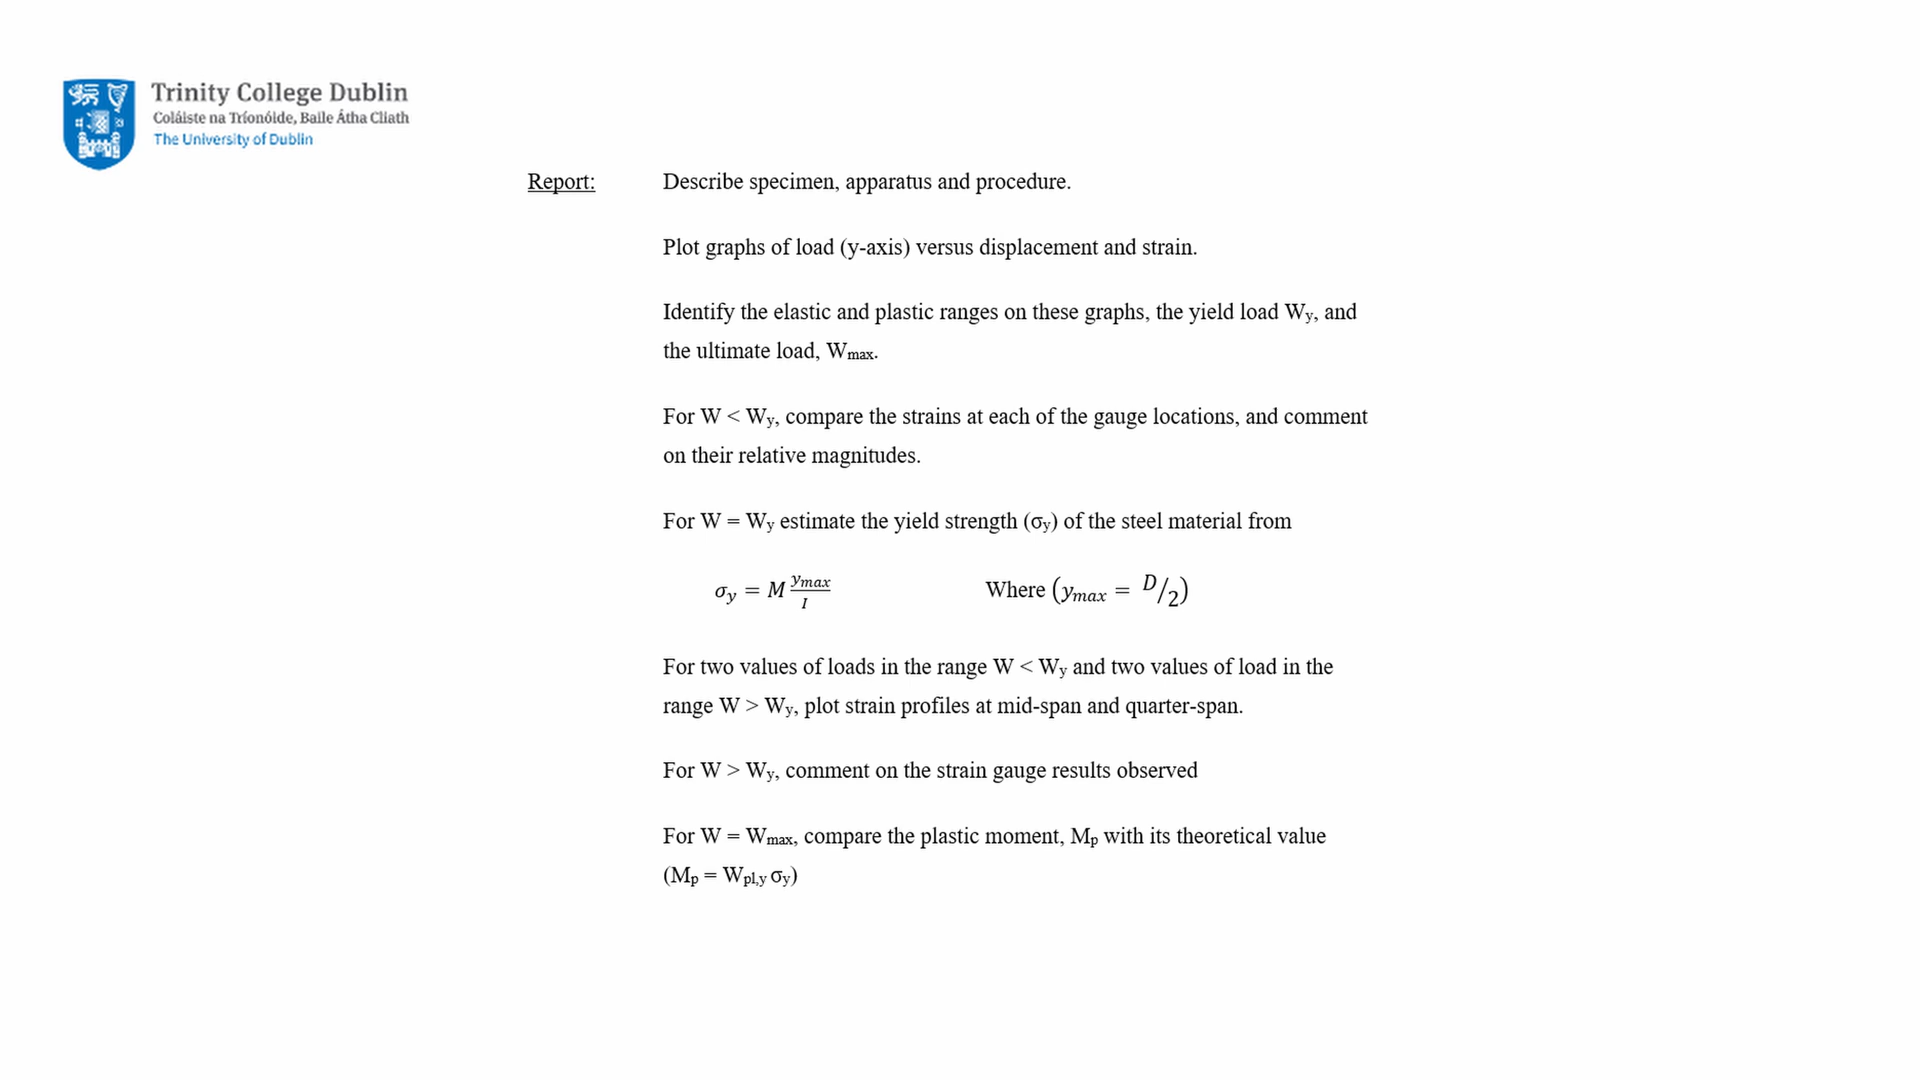 Trinity College Dublin
Coláiste na Tríonóide, Baile Átha Cliath
The University of Dublin
Report: Describe specimen, apparatus and procedure.
Plot graphs of load (y-axis) versus displacement and strain.
Identify the elastic and plastic ranges on these graphs, the yield load Wy, and
the ultimate load, Wmax.
For W < Wy, compare the strains at each of the gauge locations, and comment
on their relative magnitudes.
For W = Wy estimate the yield strength (σy) of the steel material from
σy = M ymax/I Where (ymax = D/2)
For two values of loads in the range W < Wy and two values of load in the
range W > Wy, plot strain profiles at mid-span and quarter-span.
For W > Wy, comment on the strain gauge results observed
For W = Wmax, compare the plastic moment, Mp with its theoretical value
(Mp = Wpl,y σy)